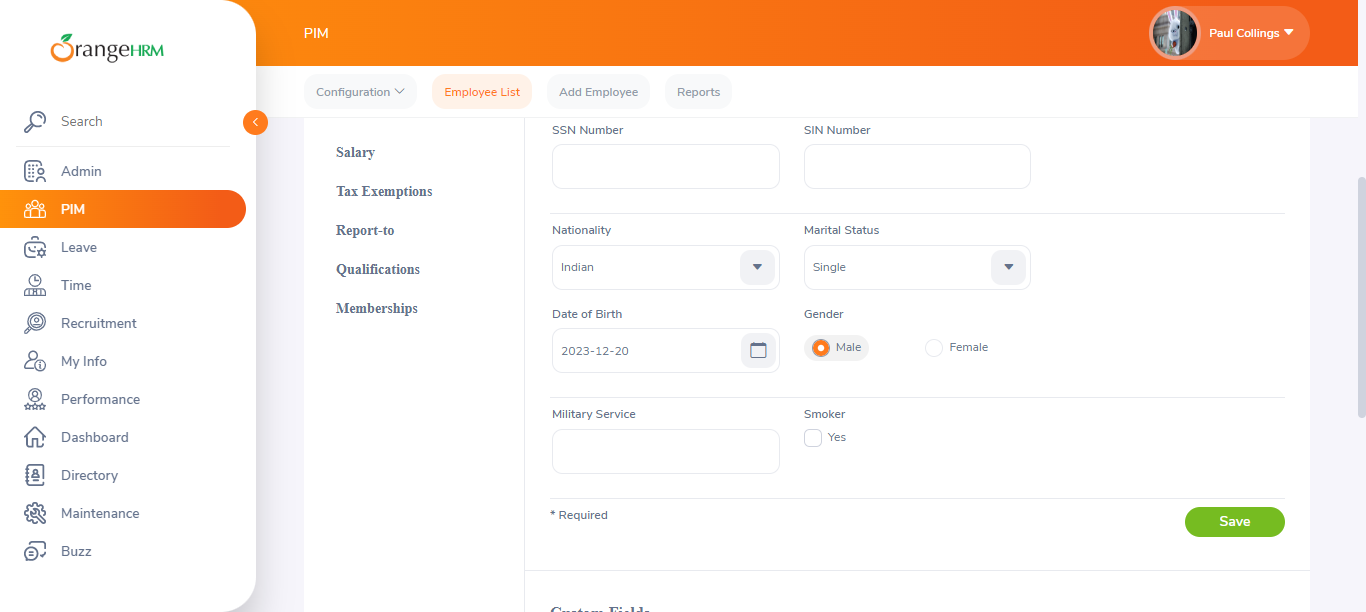 OrangeHRM
PIM
Paul Collings
Configuration
Employee List
Add Employee
Reports
Search
Admin
PIM
Leave
Time
Recruitment
My Info
Performance
Dashboard
Directory
Maintenance
Buzz
Salary
Tax Exemptions
Report-to
Qualifications
Memberships
SSN Number
SIN Number
Nationality
Marital Status
Indian
Single
Date of Birth
Gender
2023-12-20
Male
Female
Military Service
Smoker
Yes
* Required
Save
Custom Fields